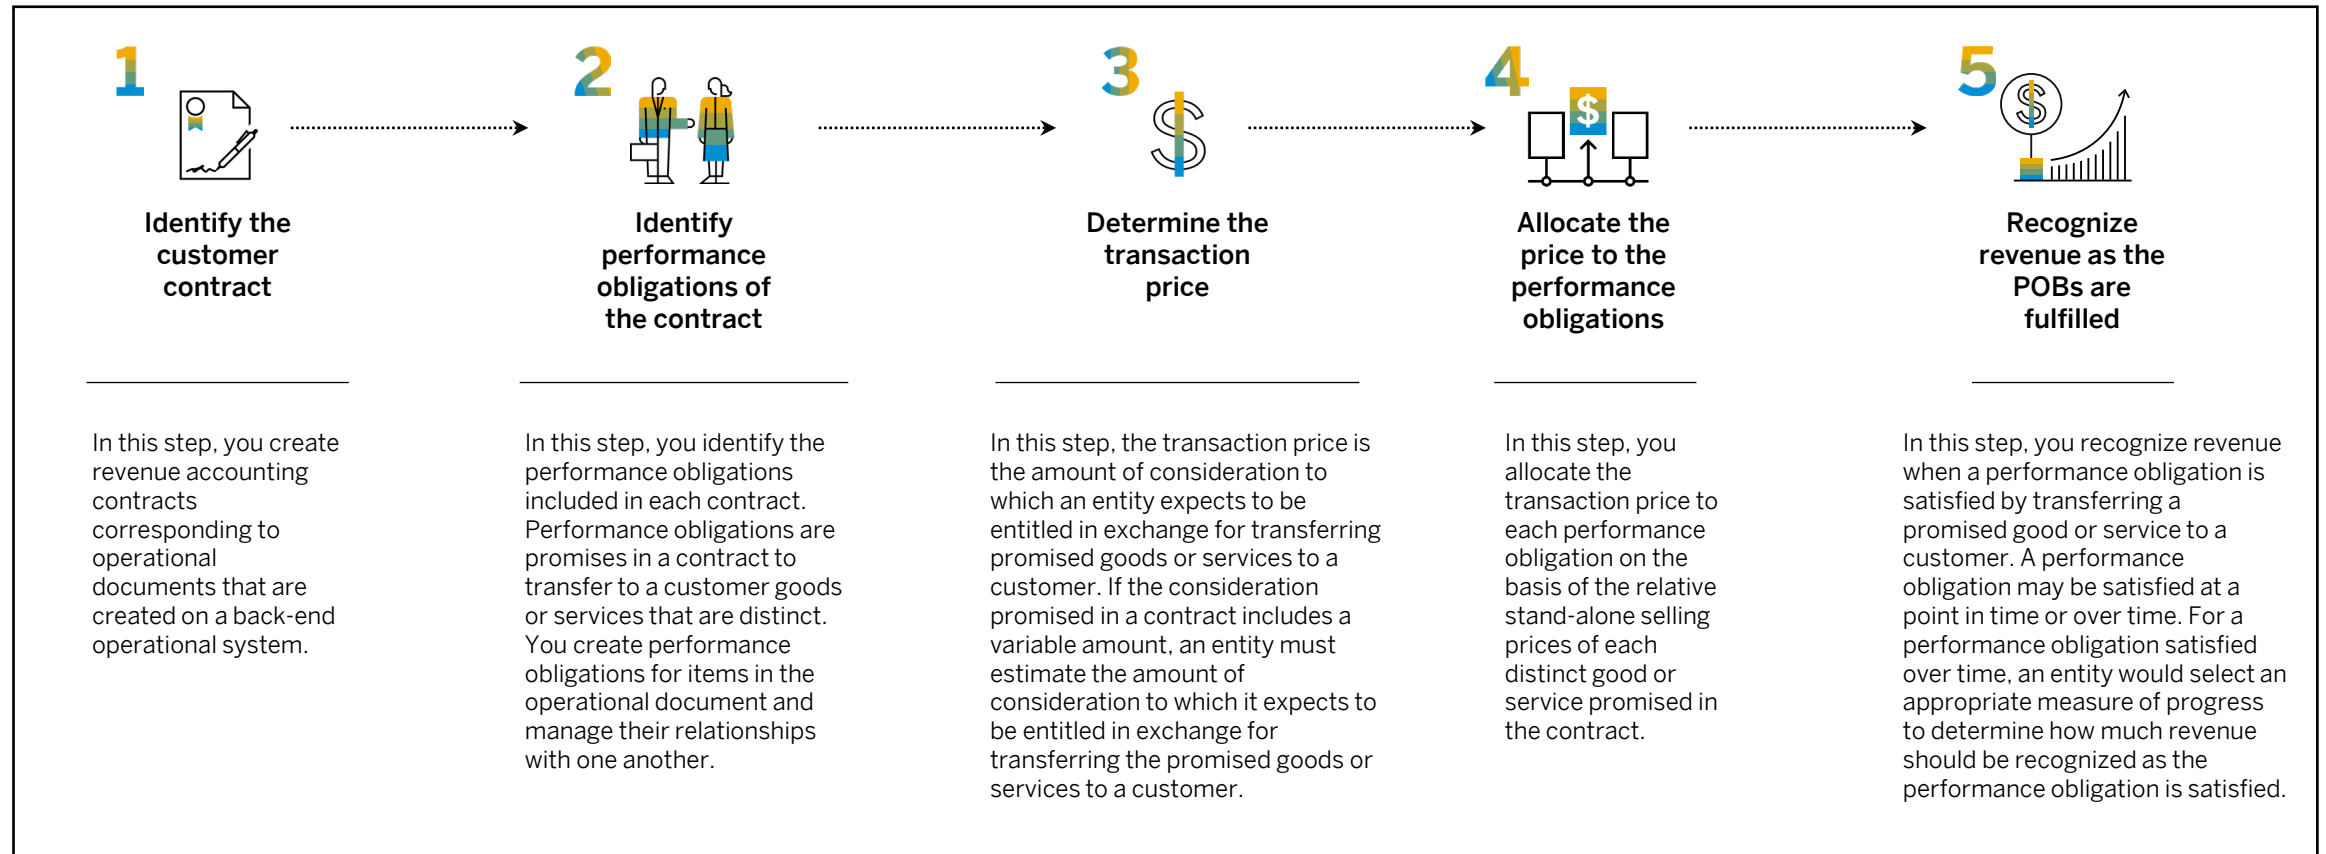 1
Identify the
customer
contract
In this step, you create
revenue accounting
contracts
corresponding to
operational
documents that are
created on a back-end
operational system.
2
Identify
performance
obligations of
the contract
In this step, you identify the
performance obligations
included in each contract.
Performance obligations are
promises in a contract to
transfer to a customer goods
or services that are distinct.
You create performance
obligations for items in the
operational document and
manage their relationships
with one another.
3
$
Determine the
transaction
price
In this step, the transaction price is
the amount of consideration to
which an entity expects to be
entitled in exchange for transferring
promised goods or services to a
customer. If the consideration
promised in a contract includes a
variable amount, an entity must
estimate the amount of
consideration to which it expects to
be entitled in exchange for
transferring the promised goods or
services to a customer.
4
$
Allocate the
price to the
performance
obligations
In this step, you
allocate the
transaction price to
each performance
obligation on the
basis of the relative
stand-alone selling
prices of each
distinct good or
service promised in
the contract.
5
$
Recognize
revenue as the
POBs are
fulfilled
In this step, you recognize revenue
when a performance obligation is
satisfied by transferring a
promised good or service to a
customer. A performance
obligation may be satisfied at a
point in time or over time. For a
performance obligation satisfied
over time, an entity would select an
appropriate measure of progress
to determine how much revenue
should be recognized as the
performance obligation is satisfied.